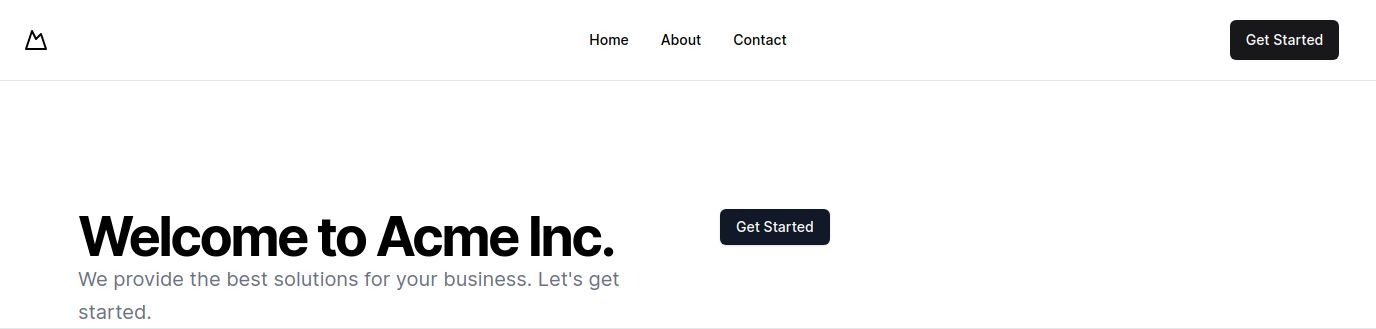 Home About Contact Get Started
Welcome to Acme Inc.
We provide the best solutions for your business. Let's get
started.
Get Started